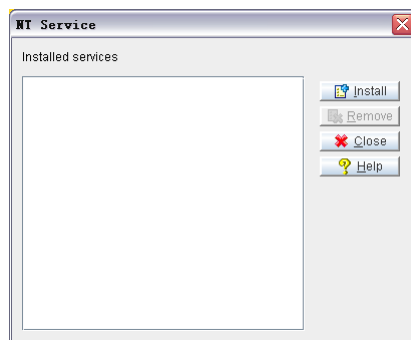 NT Service
Installed services
Install
Remove
Close
Help